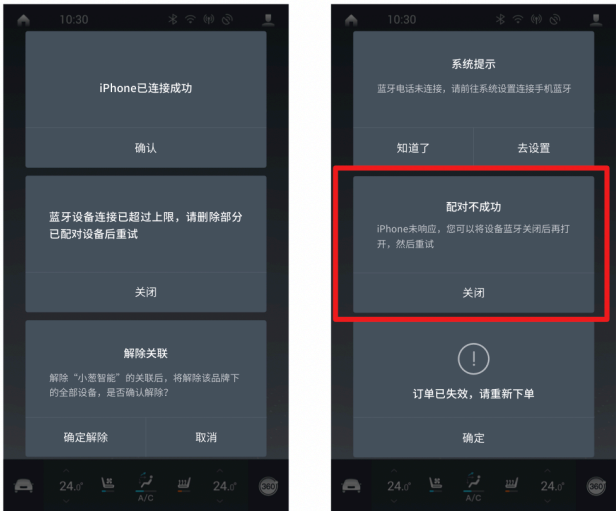 10:30
iPhone已连接成功
确认
蓝牙设备连接已超过上限，请删除部分
已配对设备后重试
关闭
解除关联
解除“小葱智能”的关联后，将解除该品牌下
的全部设备，是否确认解除？
确定解除 取消
24.0° 24.0° 360°
A/C
10:30
系统提示
蓝牙电话未连接，请前往系统设置连接手机蓝牙
知道了 去设置
配对不成功
iPhone未响应，您可以将设备蓝牙关闭后再打
开，然后重试
关闭
订单已失效，请重新下单
确定
24.0° 24.0° 360°
A/C